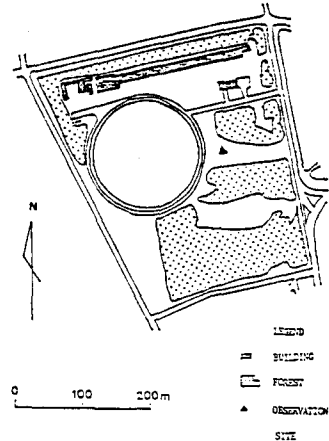 N
LEGEND
BUILDING
FOREST
0 100 200m
OBSERVATION
SITE